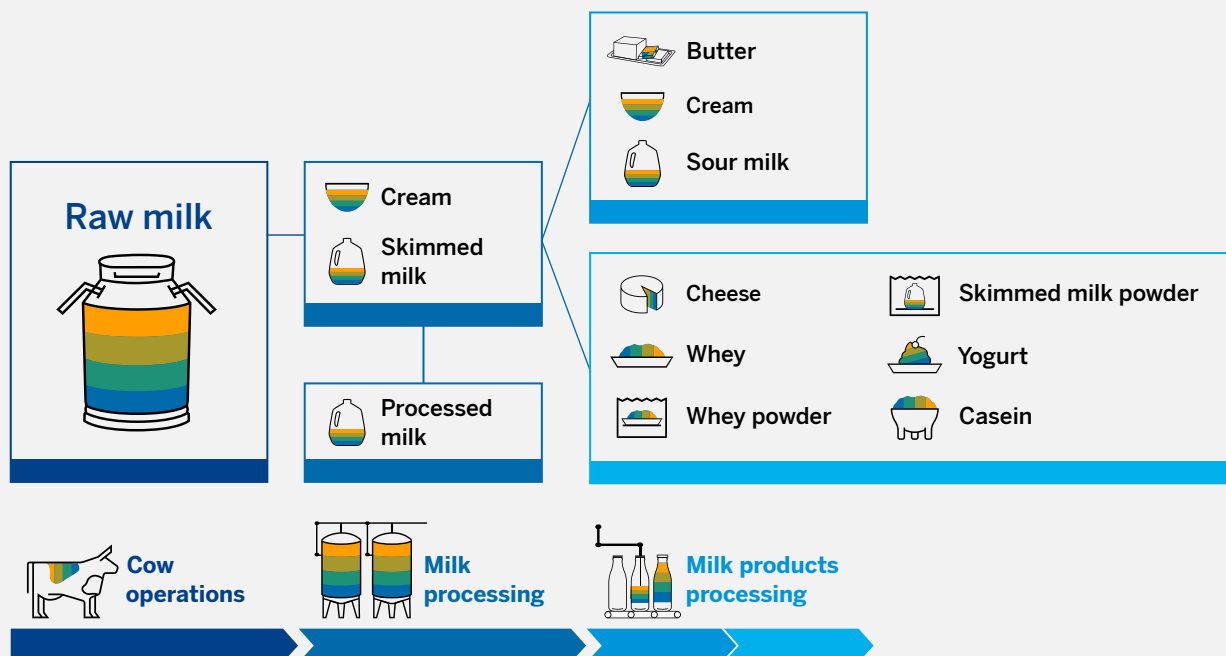 Raw milk
Cream
Skimmed
milk
Processed
milk
Butter
Cream
Sour milk
Cheese
Whey
Whey powder
Skimmed milk powder
Yogurt
Casein
Cow
operations
Milk
processing
Milk products
processing